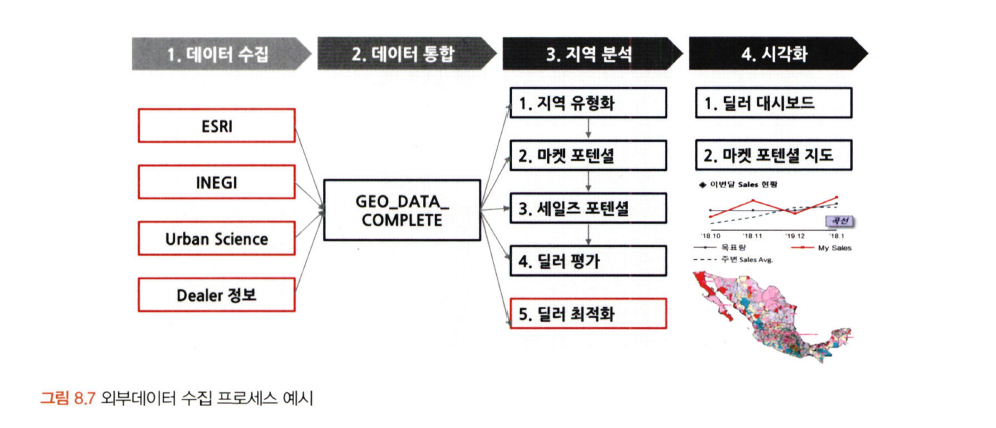 1. 데이터 수집
2. 데이터 통합
3. 지역 분석
4. 시각화
ESRI
INEGI
Urban Science
Dealer 정보
GEO_DATA_
COMPLETE
1. 지역 유형화
2. 마켓 포텐셜
3. 세일즈 포텐셜
4. 딜러 평가
5. 딜러 최적화
1. 딜러 대시보드
2. 마켓 포텐셜 지도
◆ 이번달 Sales 현황
곡선
'18.10
'18.11
'19.12
'18.1
목표량
My Sales
주변 Sales Avg.
그림 8.7 외부데이터 수집 프로세스 예시